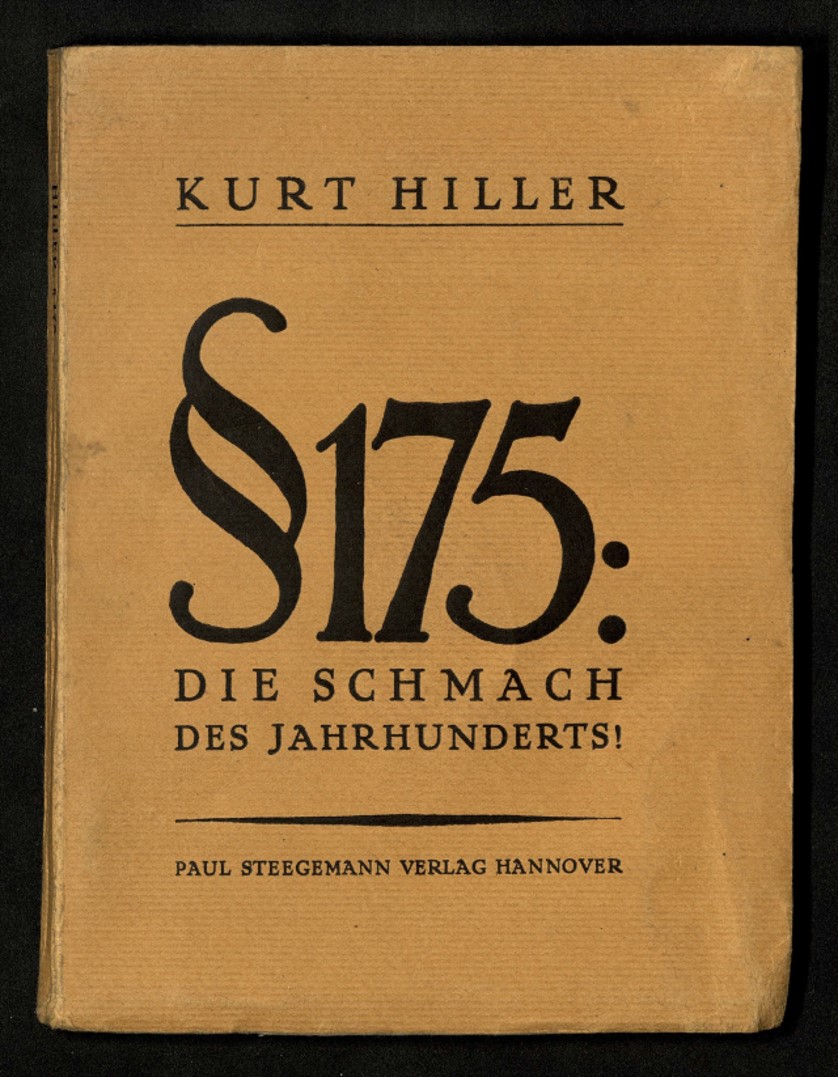 KURT HILLER
§175:
DIE SCHMACH
DES JAHRHUNDERTS!
PAUL STEEGEMANN VERLAG HANNOVER